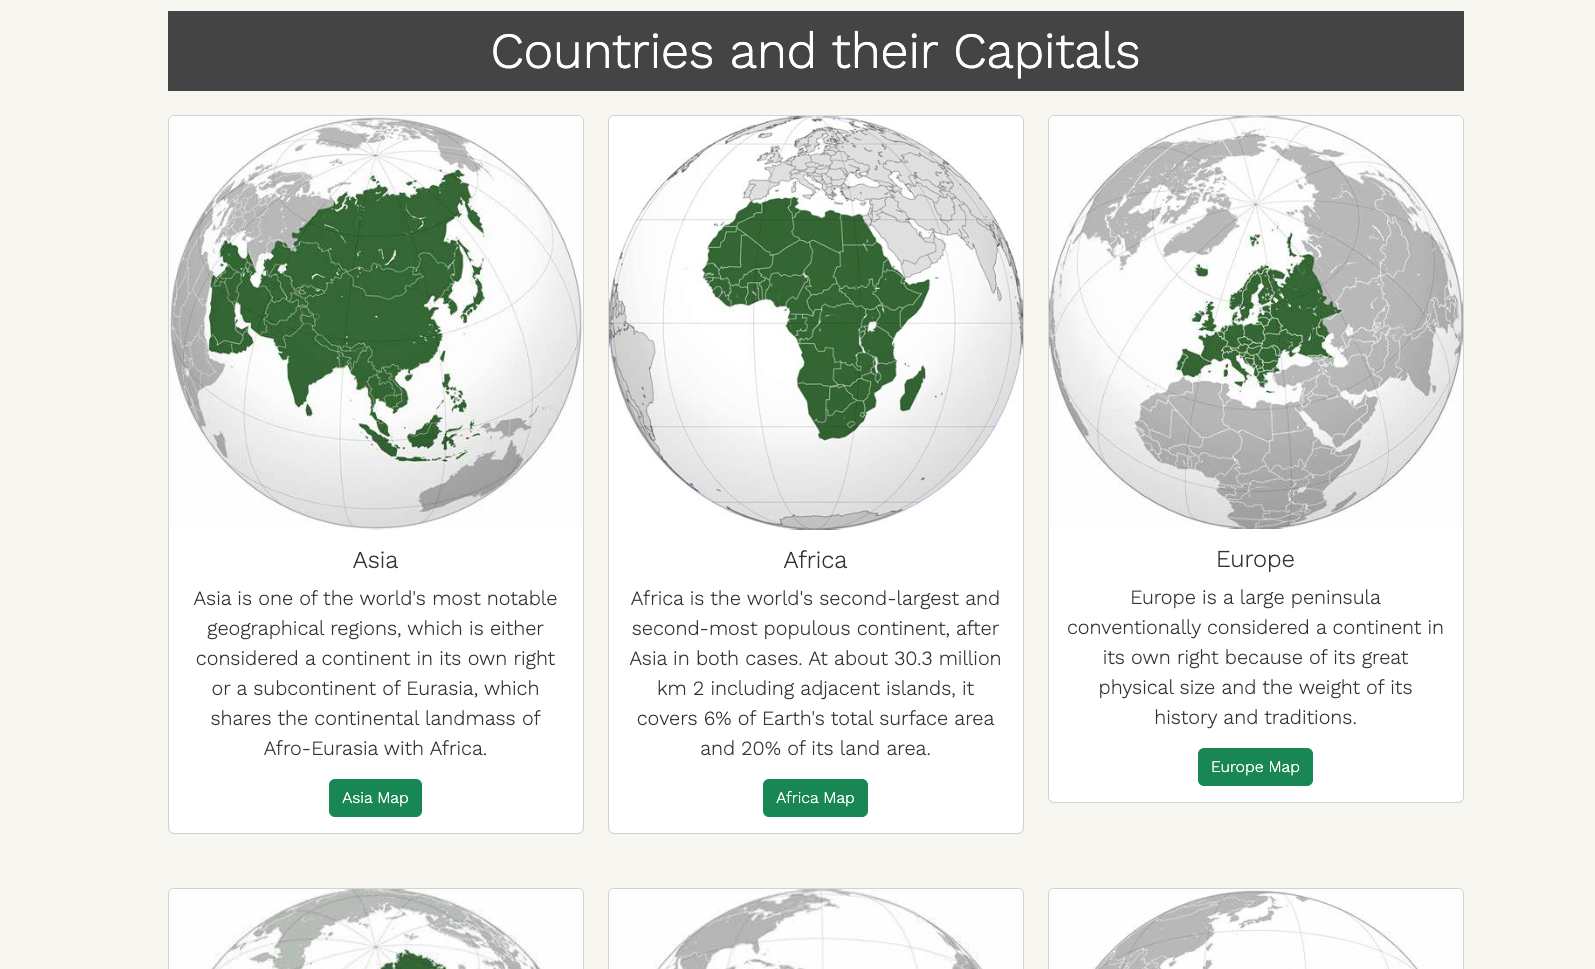 Countries and their Capitals
Asia
Asia is one of the world's most notable
geographical regions, which is either
considered a continent in its own right
or a subcontinent of Eurasia, which
shares the continental landmass of
Afro-Eurasia with Africa.
Asia Map
Africa
Africa is the world's second-largest and
second-most populous continent, after
Asia in both cases. At about 30.3 million
km 2 including adjacent islands, it
covers 6% of Earth's total surface area
and 20% of its land area.
Africa Map
Europe
Europe is a large peninsula
conventionally considered a continent in
its own right because of its great
physical size and the weight of its
history and traditions.
Europe Map